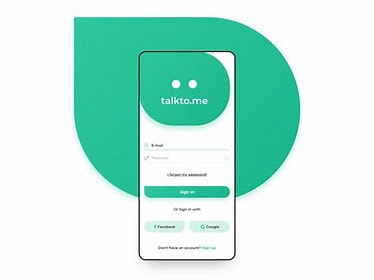 talkto.me
E-mail
Password
I forgot my password!
Sign in
Or Sign in with
f Facebook
G Google
Don't have an account? Sign up